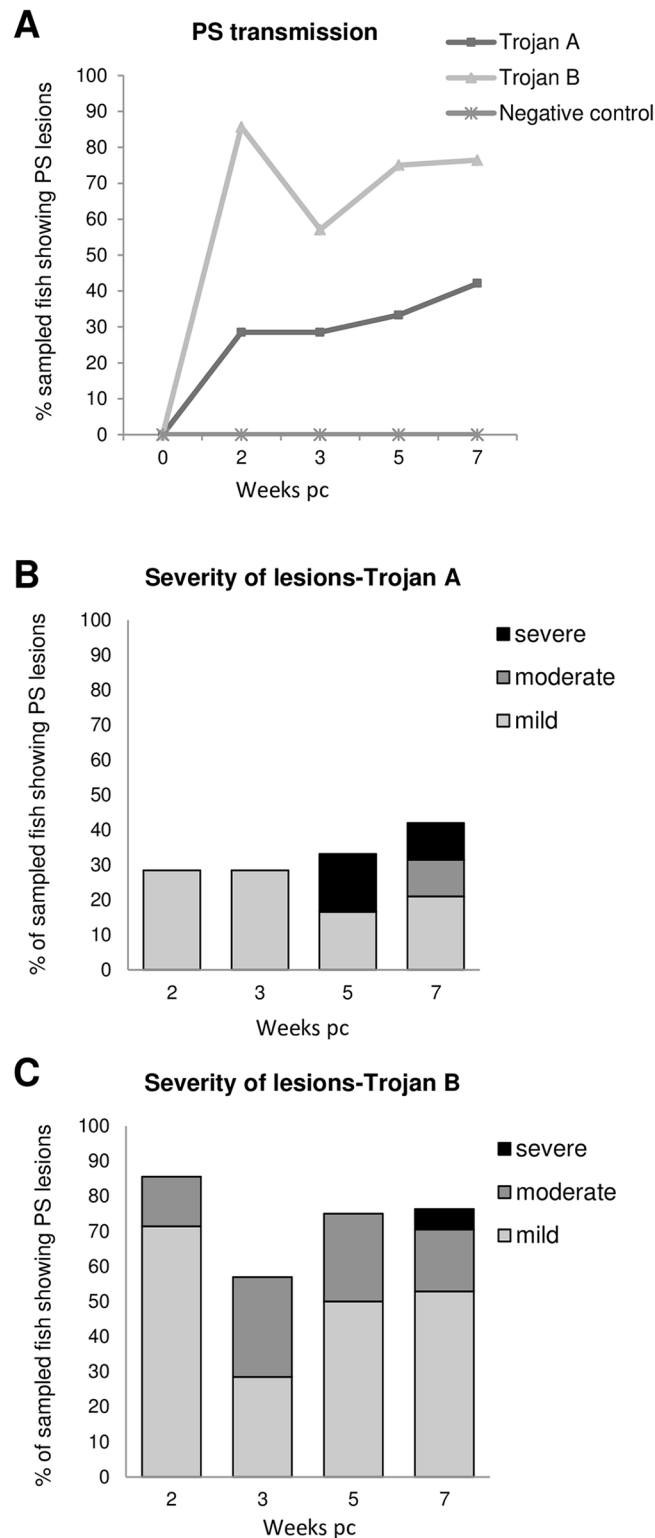 A
PS transmission
Trojan A
Trojan B
Negative control
% sampled fish showing PS lesions
100
90
80
70
60
50
40
30
20
10
0
0 2 3 5 7
Weeks pc
B
Severity of lesions-Trojan A
severe
moderate
mild
% of sampled fish showing PS lesions
100
90
80
70
60
50
40
30
20
10
0
2 3 5 7
Weeks pc
C
Severity of lesions-Trojan B
severe
moderate
mild
% of sampled fish showing PS lesions
100
90
80
70
60
50
40
30
20
10
0
2 3 5 7
Weeks pc